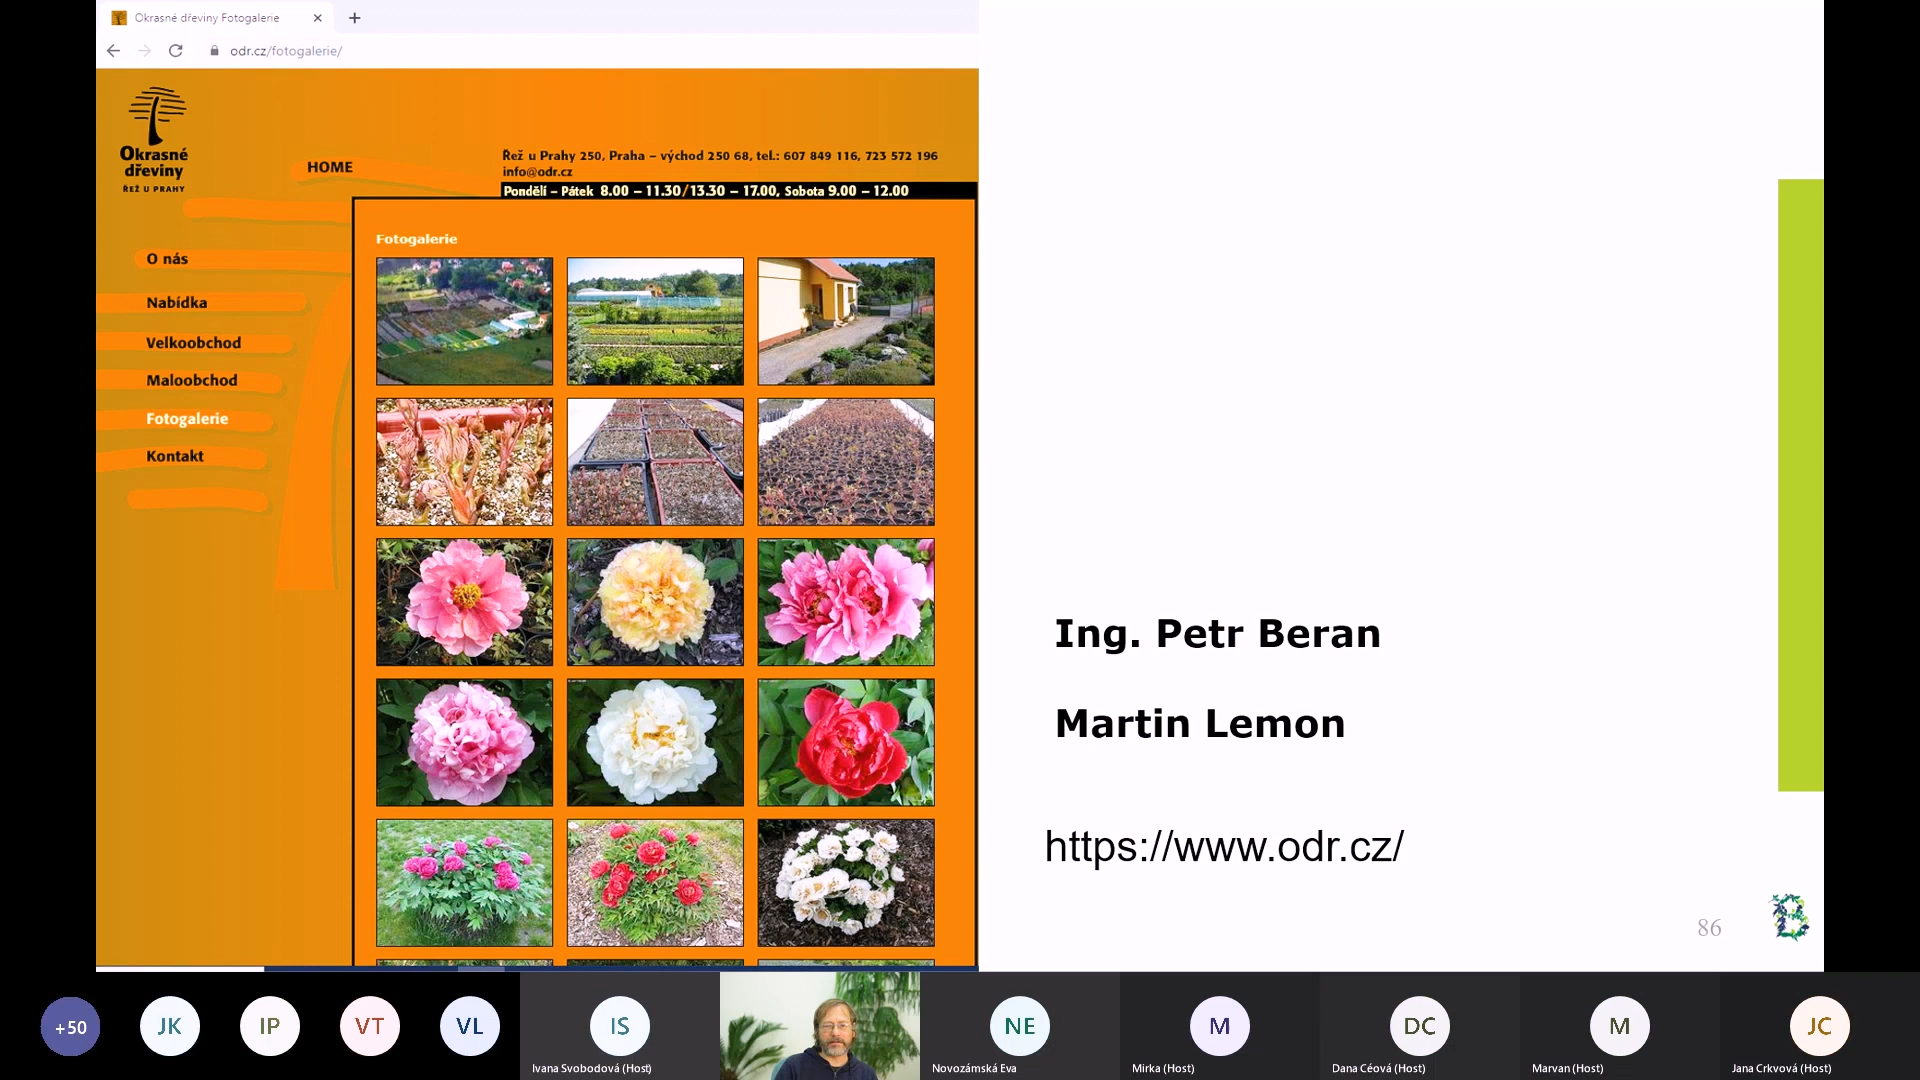 Okrasné dřeviny Fotogalerie
odr.cz/fotogalerie/
Okrasné
dřeviny
ŘEŽ U PRAHY
HOME
Řež u Prahy 250, Praha – východ 250 68, tel.: 607 849 116, 723 572 196
info@odr.cz
Pondělí – Pátek 8.00 – 11.30/13.30 – 17.00, Sobota 9.00 – 12.00
O nás
Nabídka
Velkoobchod
Maloobchod
Fotogalerie
Kontakt
Fotogalerie
Ing. Petr Beran
Martin Lemon
https://www.odr.cz/
86
B
+50
JK
IP
VT
VL
IS
Ivana Svobodová (Host)
NE
Novozámská Eva
M
Mirka (Host)
DC
Dana Céová (Host)
M
Marvan (Host)
JC
Jana Crkvová (Host)